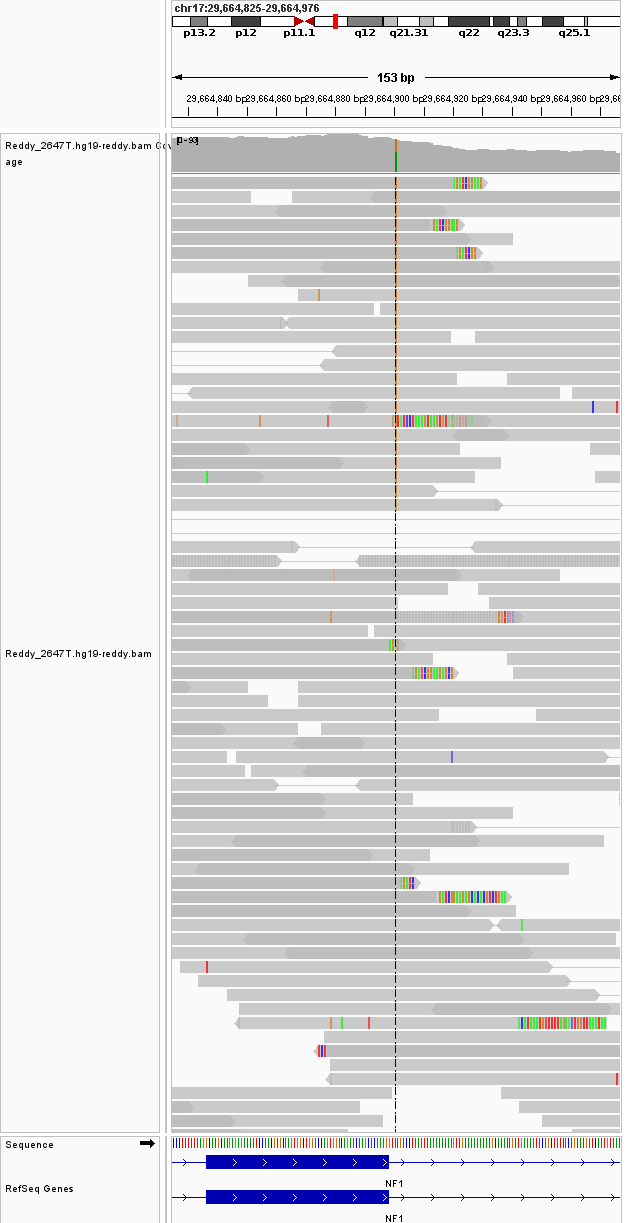 chr17:29,664,825-29,664,976
p13.2 p12 p11.1 q12 q21.31 q22 q23.3 q25.1
153 bp
29,664,840 bp 29,664,860 bp 29,664,880 bp 29,664,900 bp 29,664,920 bp 29,664,940 bp 29,664,960 bp 29,66
Reddy_2647T.hg19-reddy.bam Cov
age
[0-93]
Reddy_2647T.hg19-reddy.bam
Sequence
NF1
RefSeq Genes
NF1